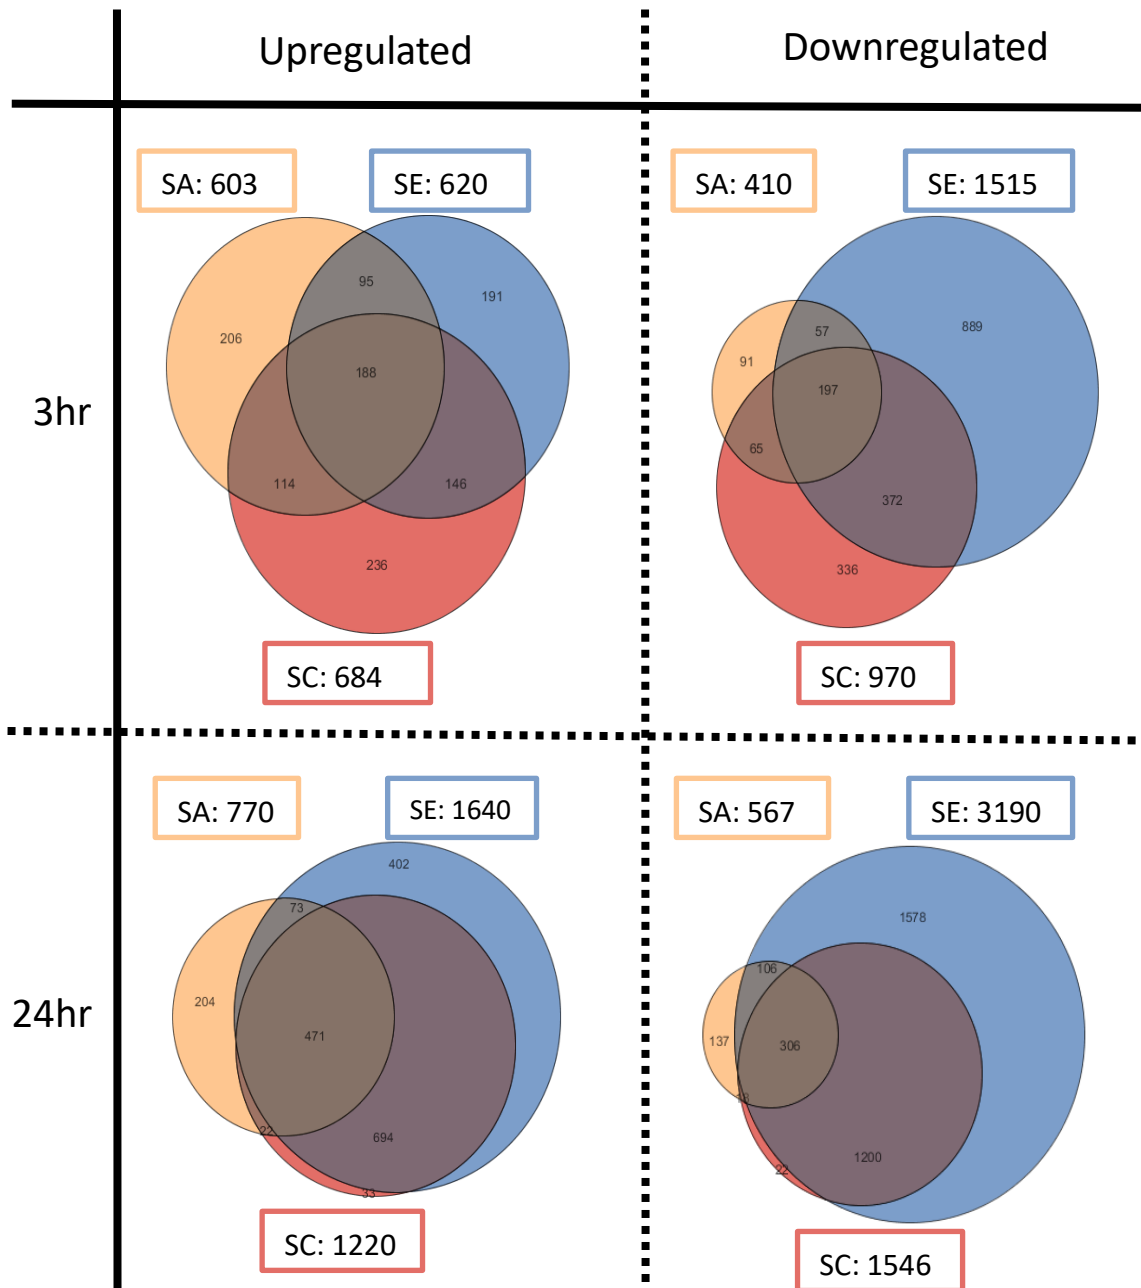 Upregulated
Downregulated
3hr
SA: 603
SE: 620
95
191
206
188
114
146
236
SC: 684
SA: 410
SE: 1515
57
889
91
197
65
372
336
SC: 970
24hr
SA: 770
SE: 1640
402
73
204
471
22
694
33
SC: 1220
SA: 567
SE: 3190
1578
106
137
306
18
1200
22
SC: 1546